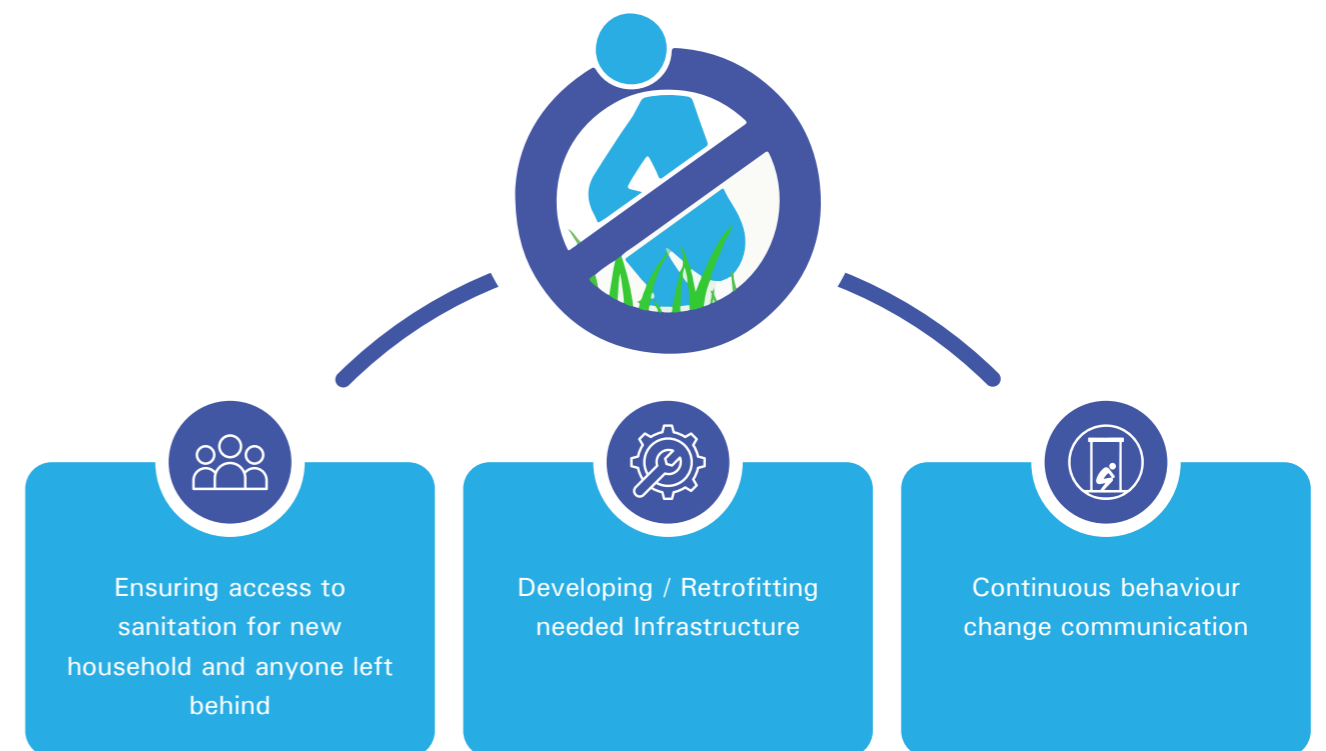 Ensuring access to
sanitation for new
household and anyone left
behind
Developing / Retrofitting
needed Infrastructure
Continuous behaviour
change communication